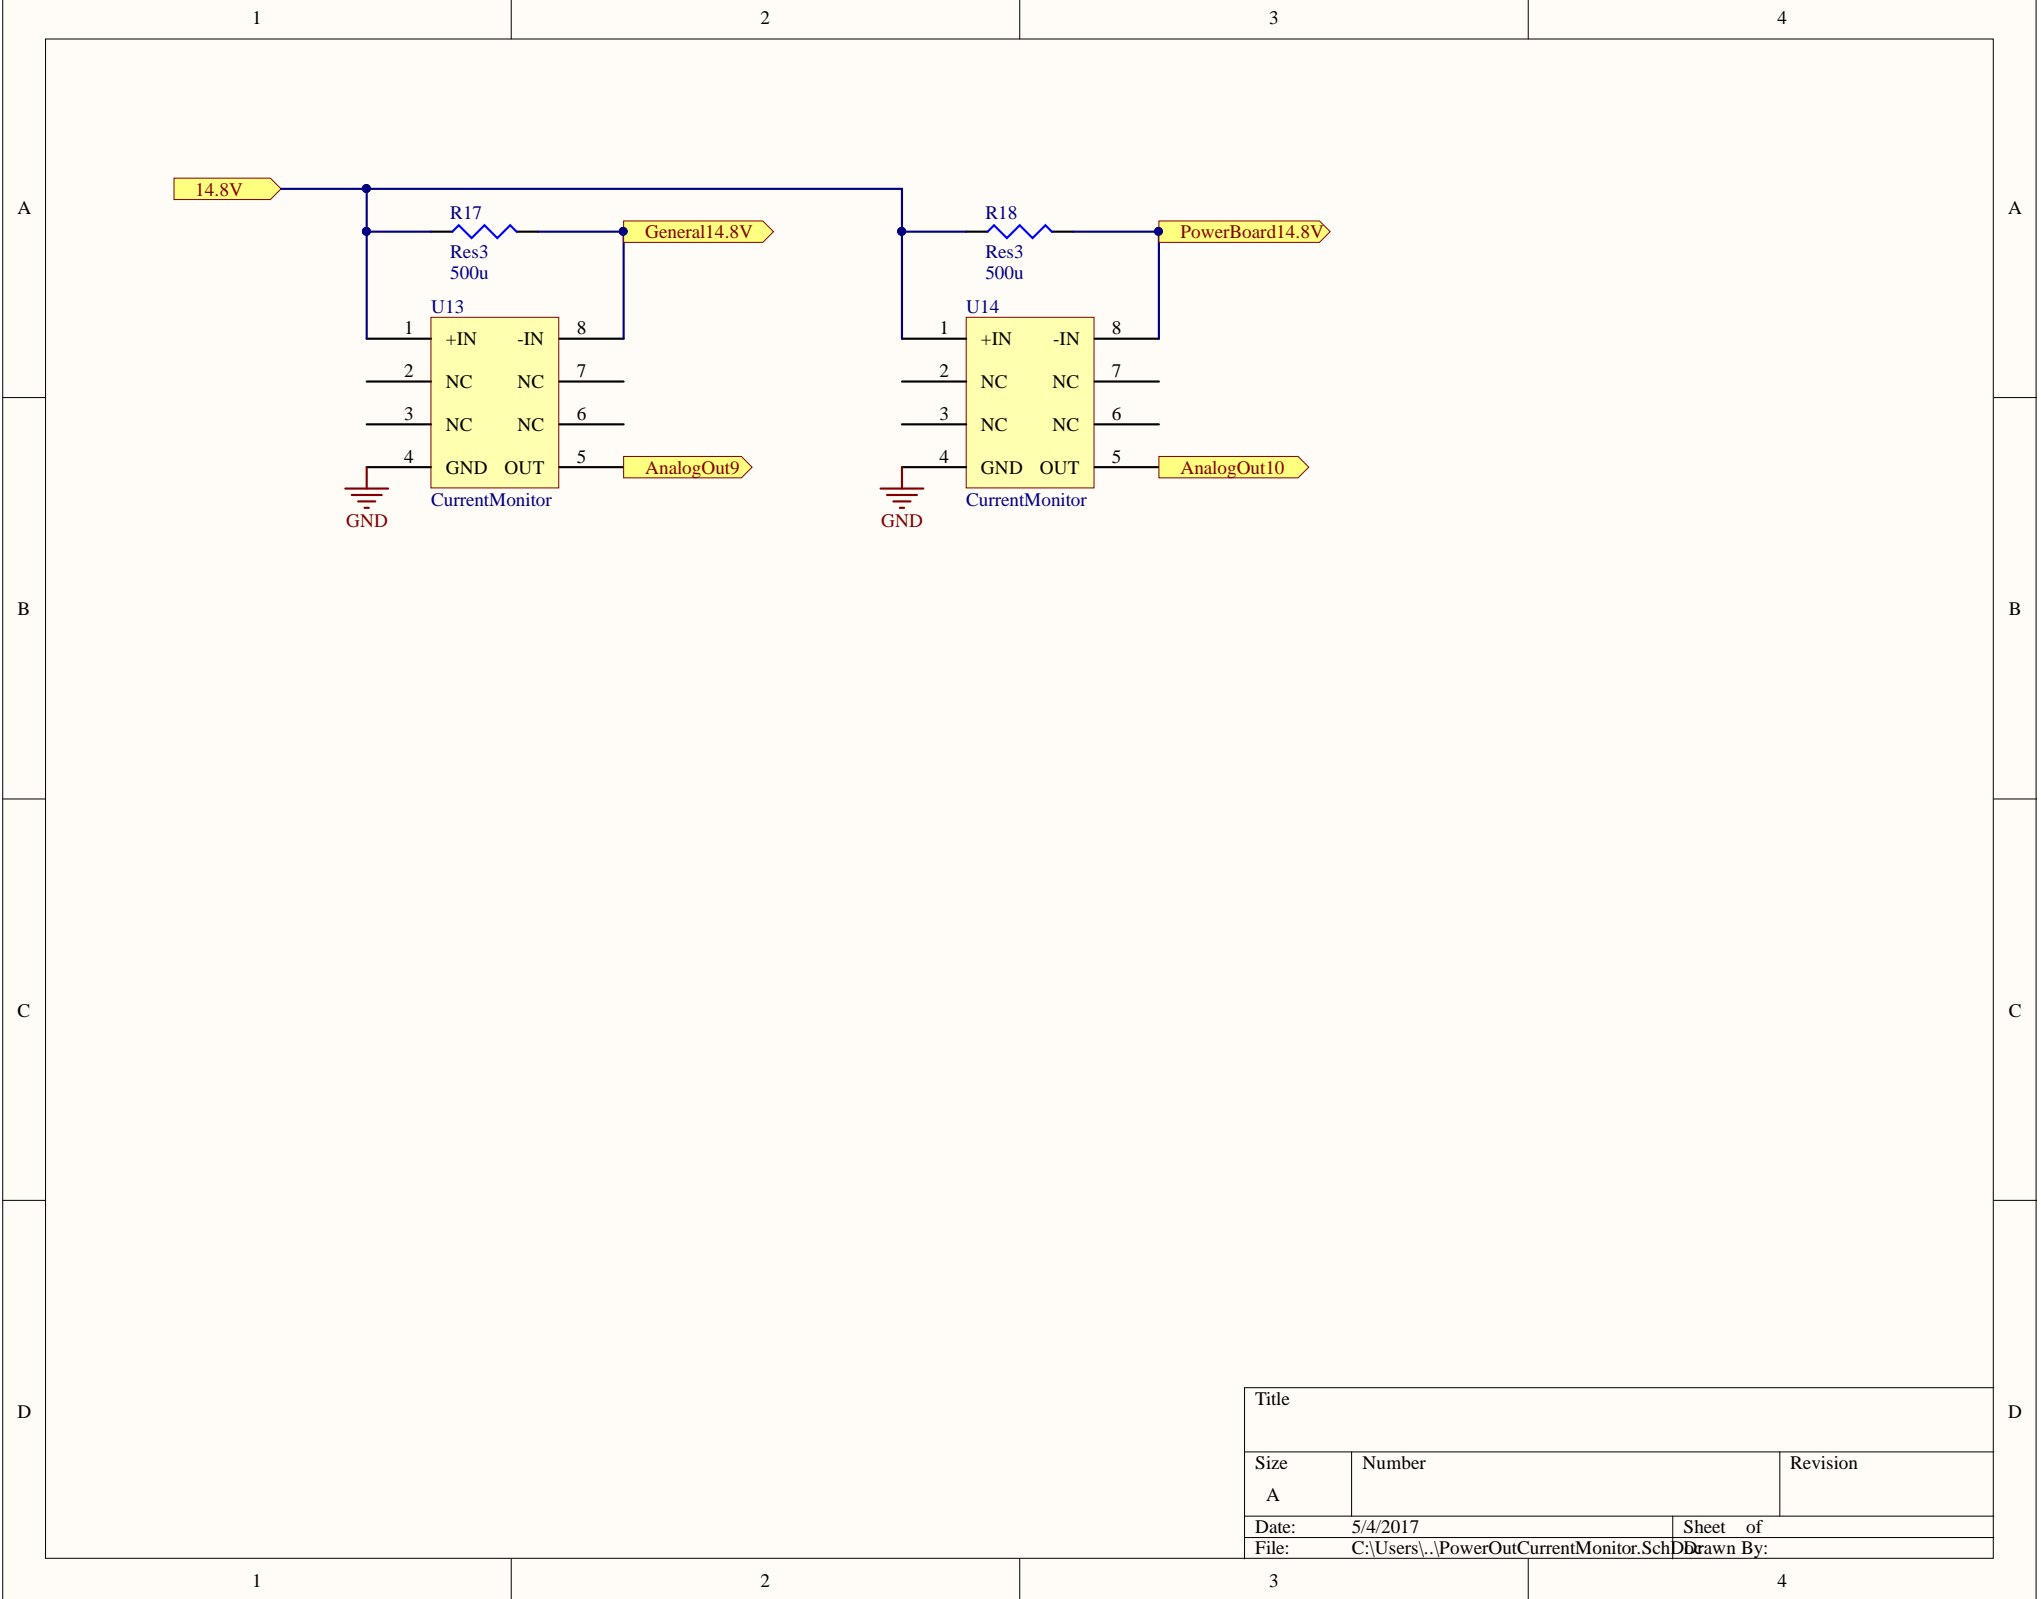 1 2 3 4
A A
14.8V
R17 R18
General14.8V PowerBoard14.8V
Res3 Res3
500u 500u
U13 U14
1 +IN -IN 8 1 +IN -IN 8
2 NC NC 7 2 NC NC 7
3 NC NC 6 3 NC NC 6
4 GND OUT 5 AnalogOut9 4 GND OUT 5 AnalogOut10
CurrentMonitor CurrentMonitor
GND GND
B B
C C
D D
Title
Size Number Revision
A
Date: 5/4/2017 Sheet of
File: C:\Users\..\PowerOutCurrentMonitor.SchDoc Drawn By:
1 2 3 4